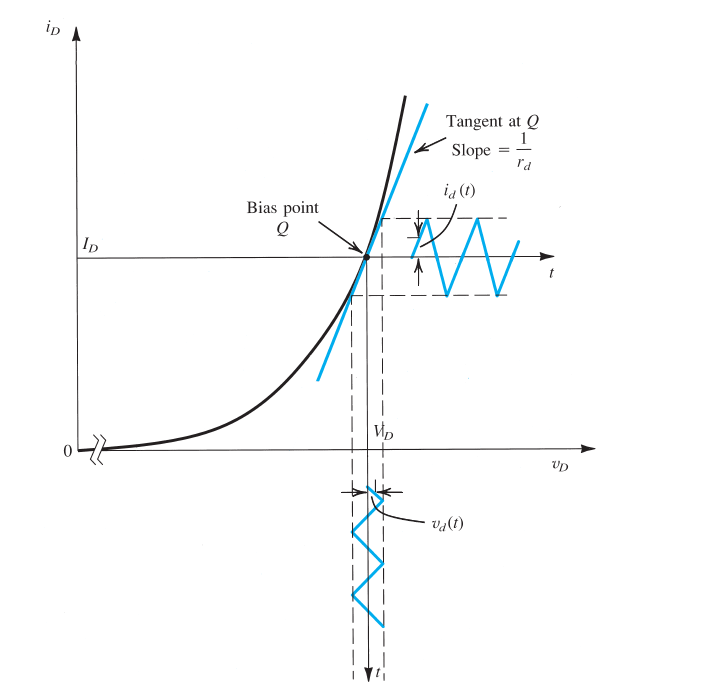 i_D
Tangent at Q
Slope = 1/r_d
i_d (t)
Bias point
Q
I_D
t
V_D
0
v_D
v_d(t)
t